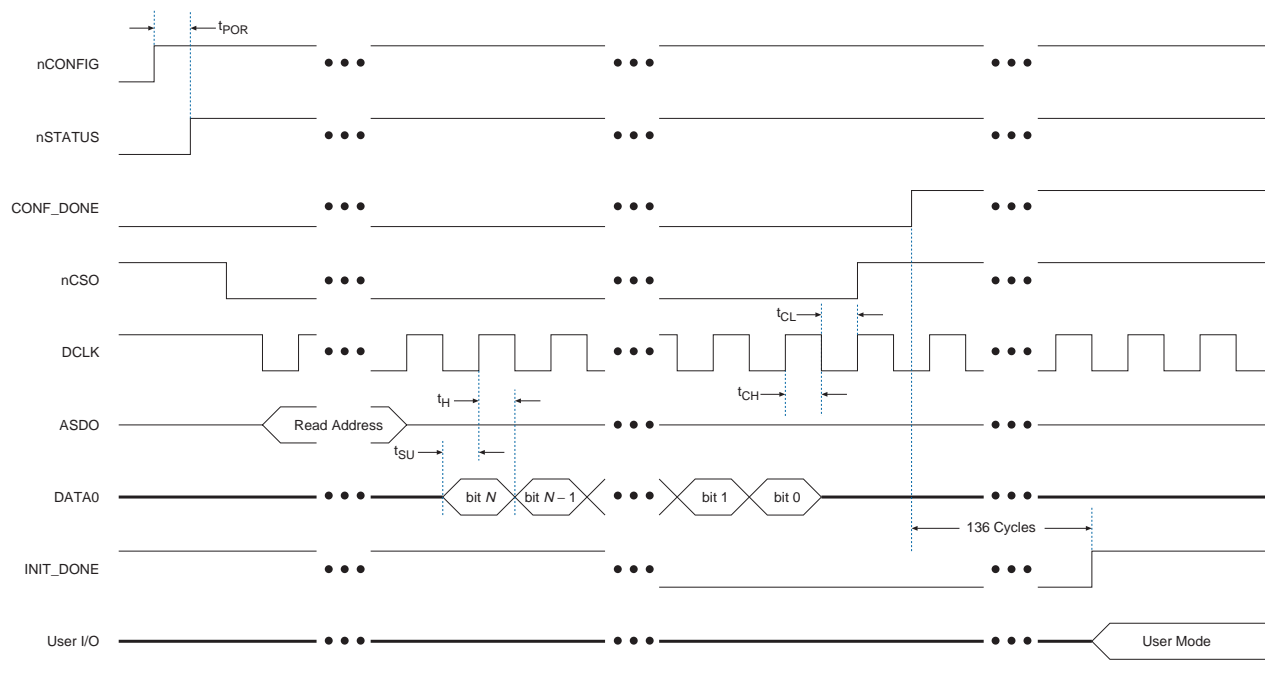 tPOR
nCONFIG
nSTATUS
CONF_DONE
nCSO
tCL
DCLK
tCH
tH
ASDO
Read Address
tSU
DATA0
bit N
bit N – 1
bit 1
bit 0
136 Cycles
INIT_DONE
User I/O
User Mode